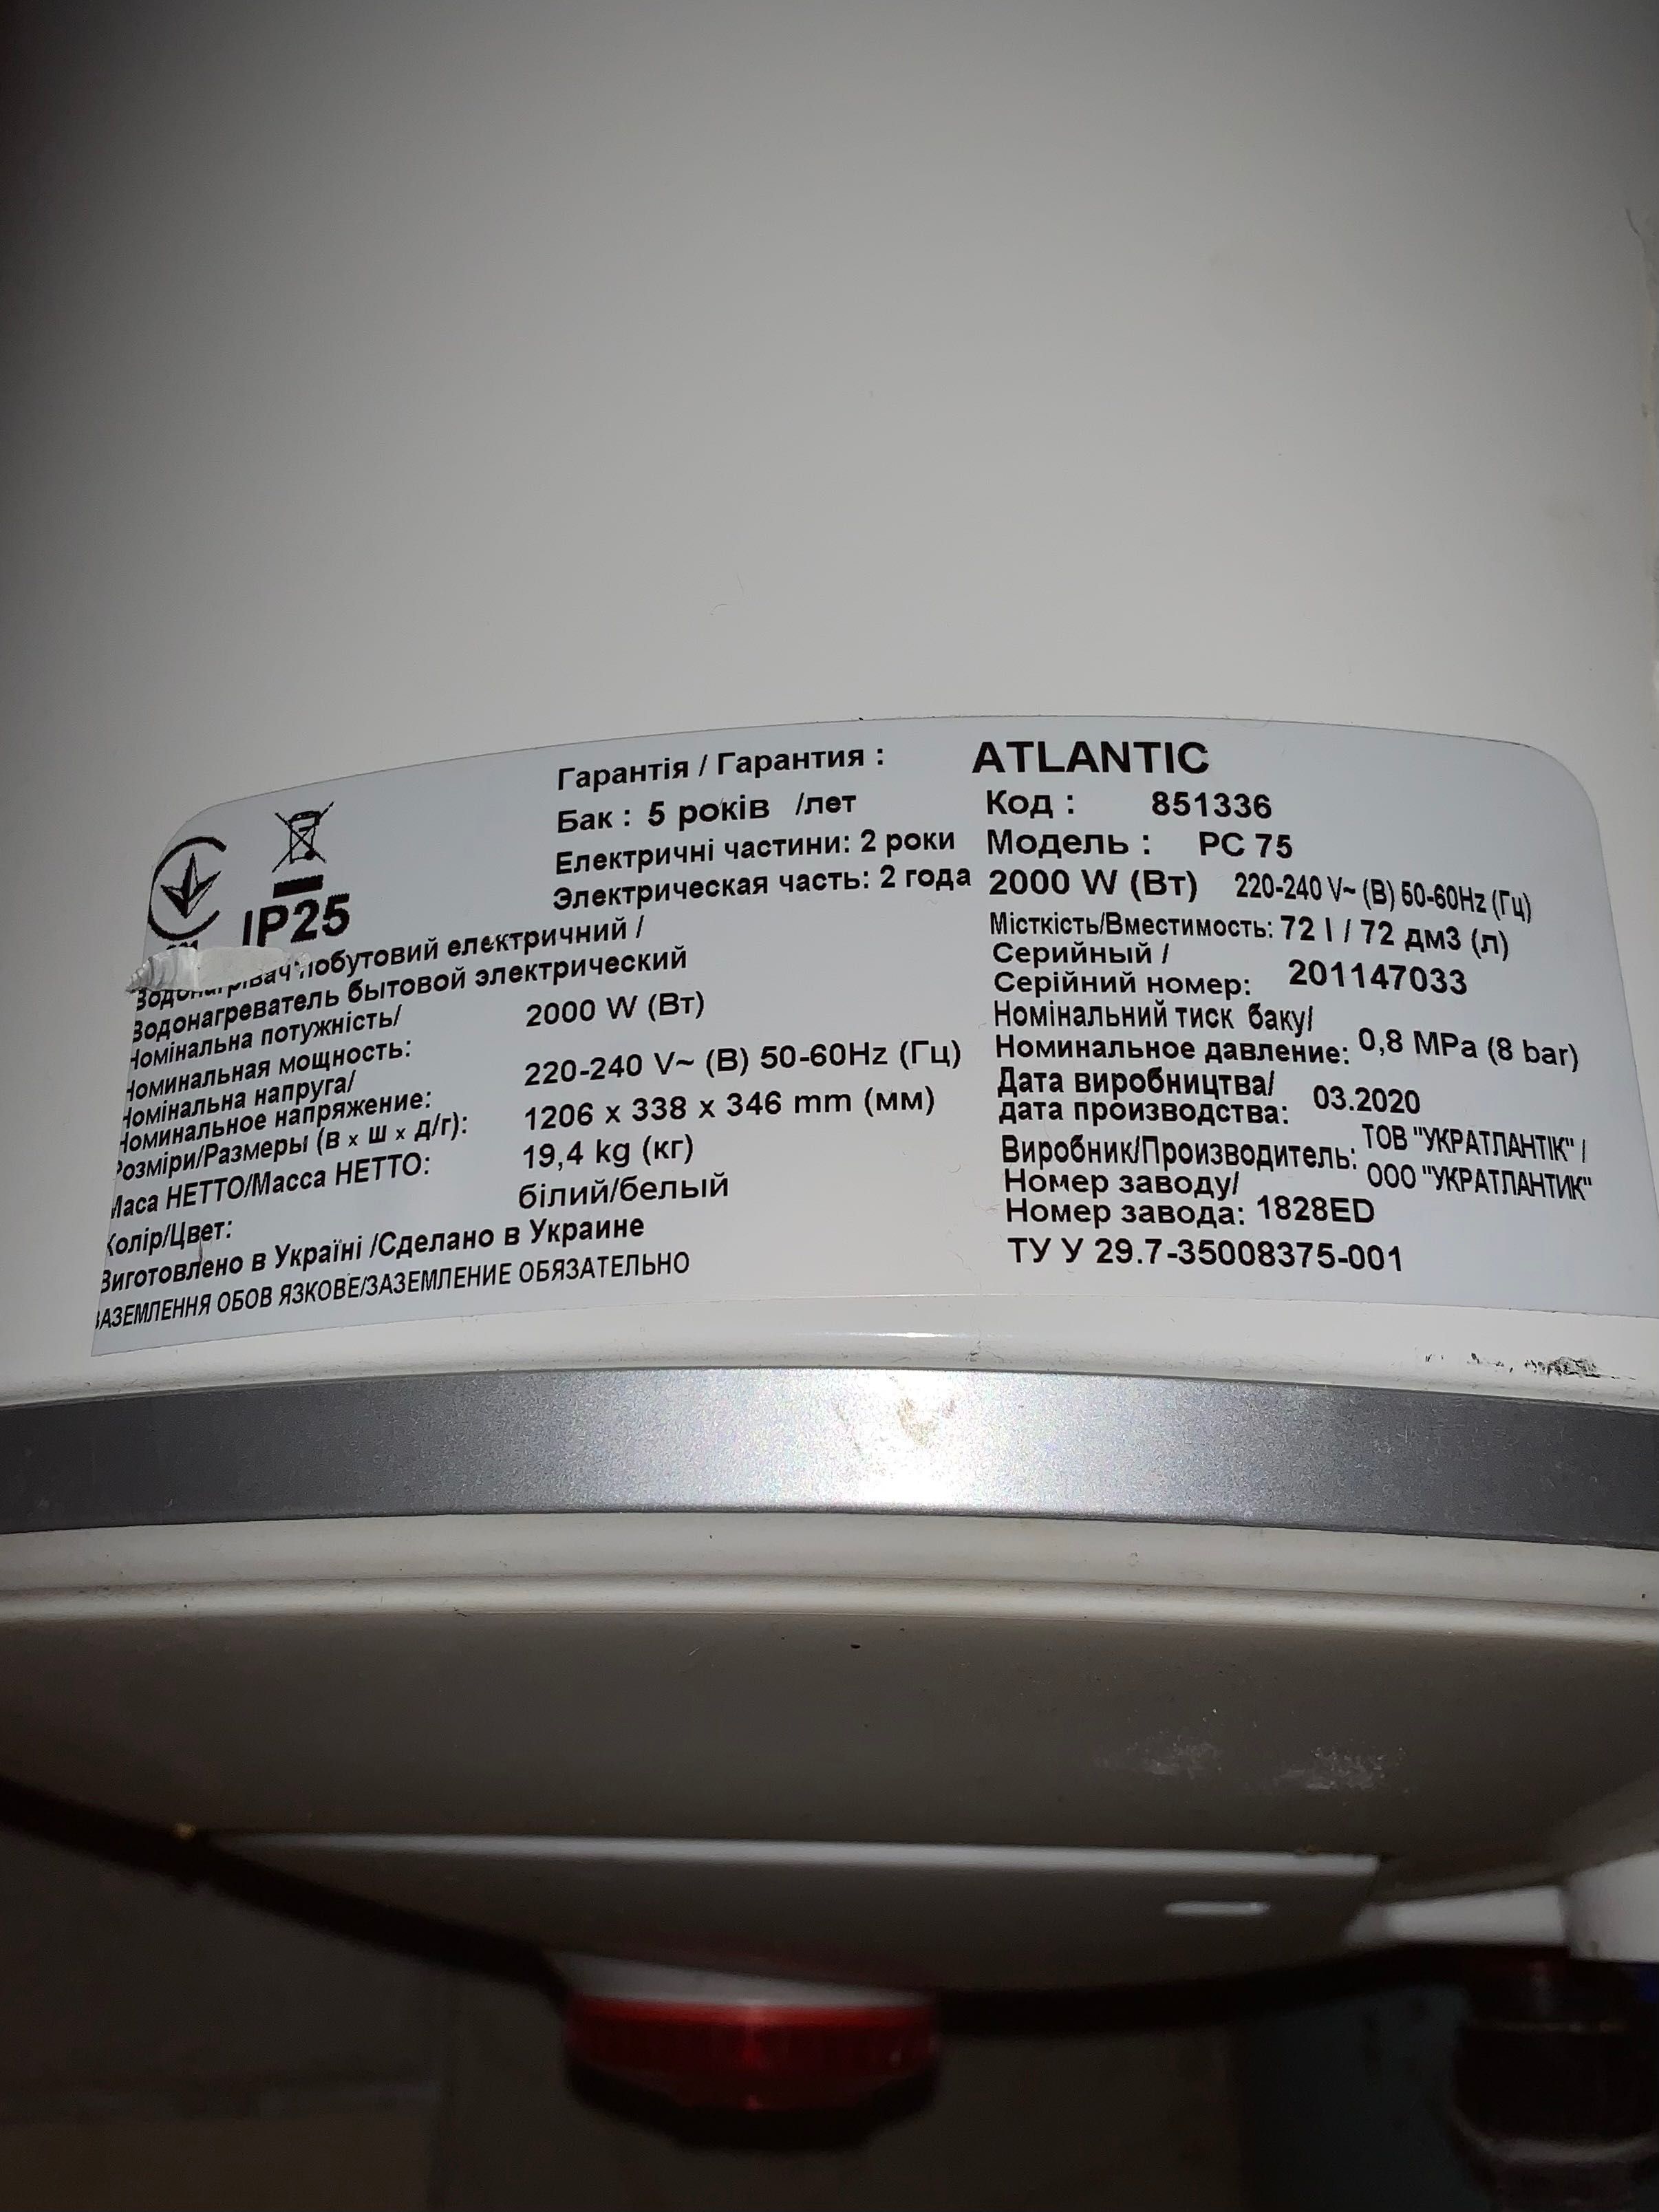 Гарантія / Гарантия :
Бак : 5 років /лет
Електричні частини: 2 роки
Электрическая часть: 2 года
IP25
побутовий електричний /
Водонагреватель бытовой электрический
Номінальна потужність/
Номинальная мощность: 2000 W (Вт)
Номінальна напруга/
Номинальное напряжение: 220-240 V~ (В) 50-60Hz (Гц)
Розміри/Размеры (в x ш x д/г): 1206 x 338 x 346 mm (мм)
Маса НЕТТО/Масса НЕТТО: 19,4 kg (кг)
Колір/Цвет: білий/белый
Виготовлено в Україні /Сделано в Украине
ЗАЗЕМЛЕННЯ ОБОВ ЯЗКОВЕ/ЗАЗЕМЛЕНИЕ ОБЯЗАТЕЛЬНО
ATLANTIC
Код : 851336
Модель : PC 75
2000 W (Вт) 220-240 V~ (В) 50-60Hz (Гц)
Місткість/Вместимость: 72 l / 72 дм3 (л)
Серийный /
Серійний номер: 201147033
Номінальний тиск баку/
Номинальное давление: 0,8 MPa (8 bar)
Дата виробництва/
дата производства: 03.2020
Виробник/Производитель: ТОВ "УКРАТЛАНТІК" /
ООО "УКРАТЛАНТИК"
Номер заводу/
Номер завода: 1828ED
ТУ У 29.7-35008375-001